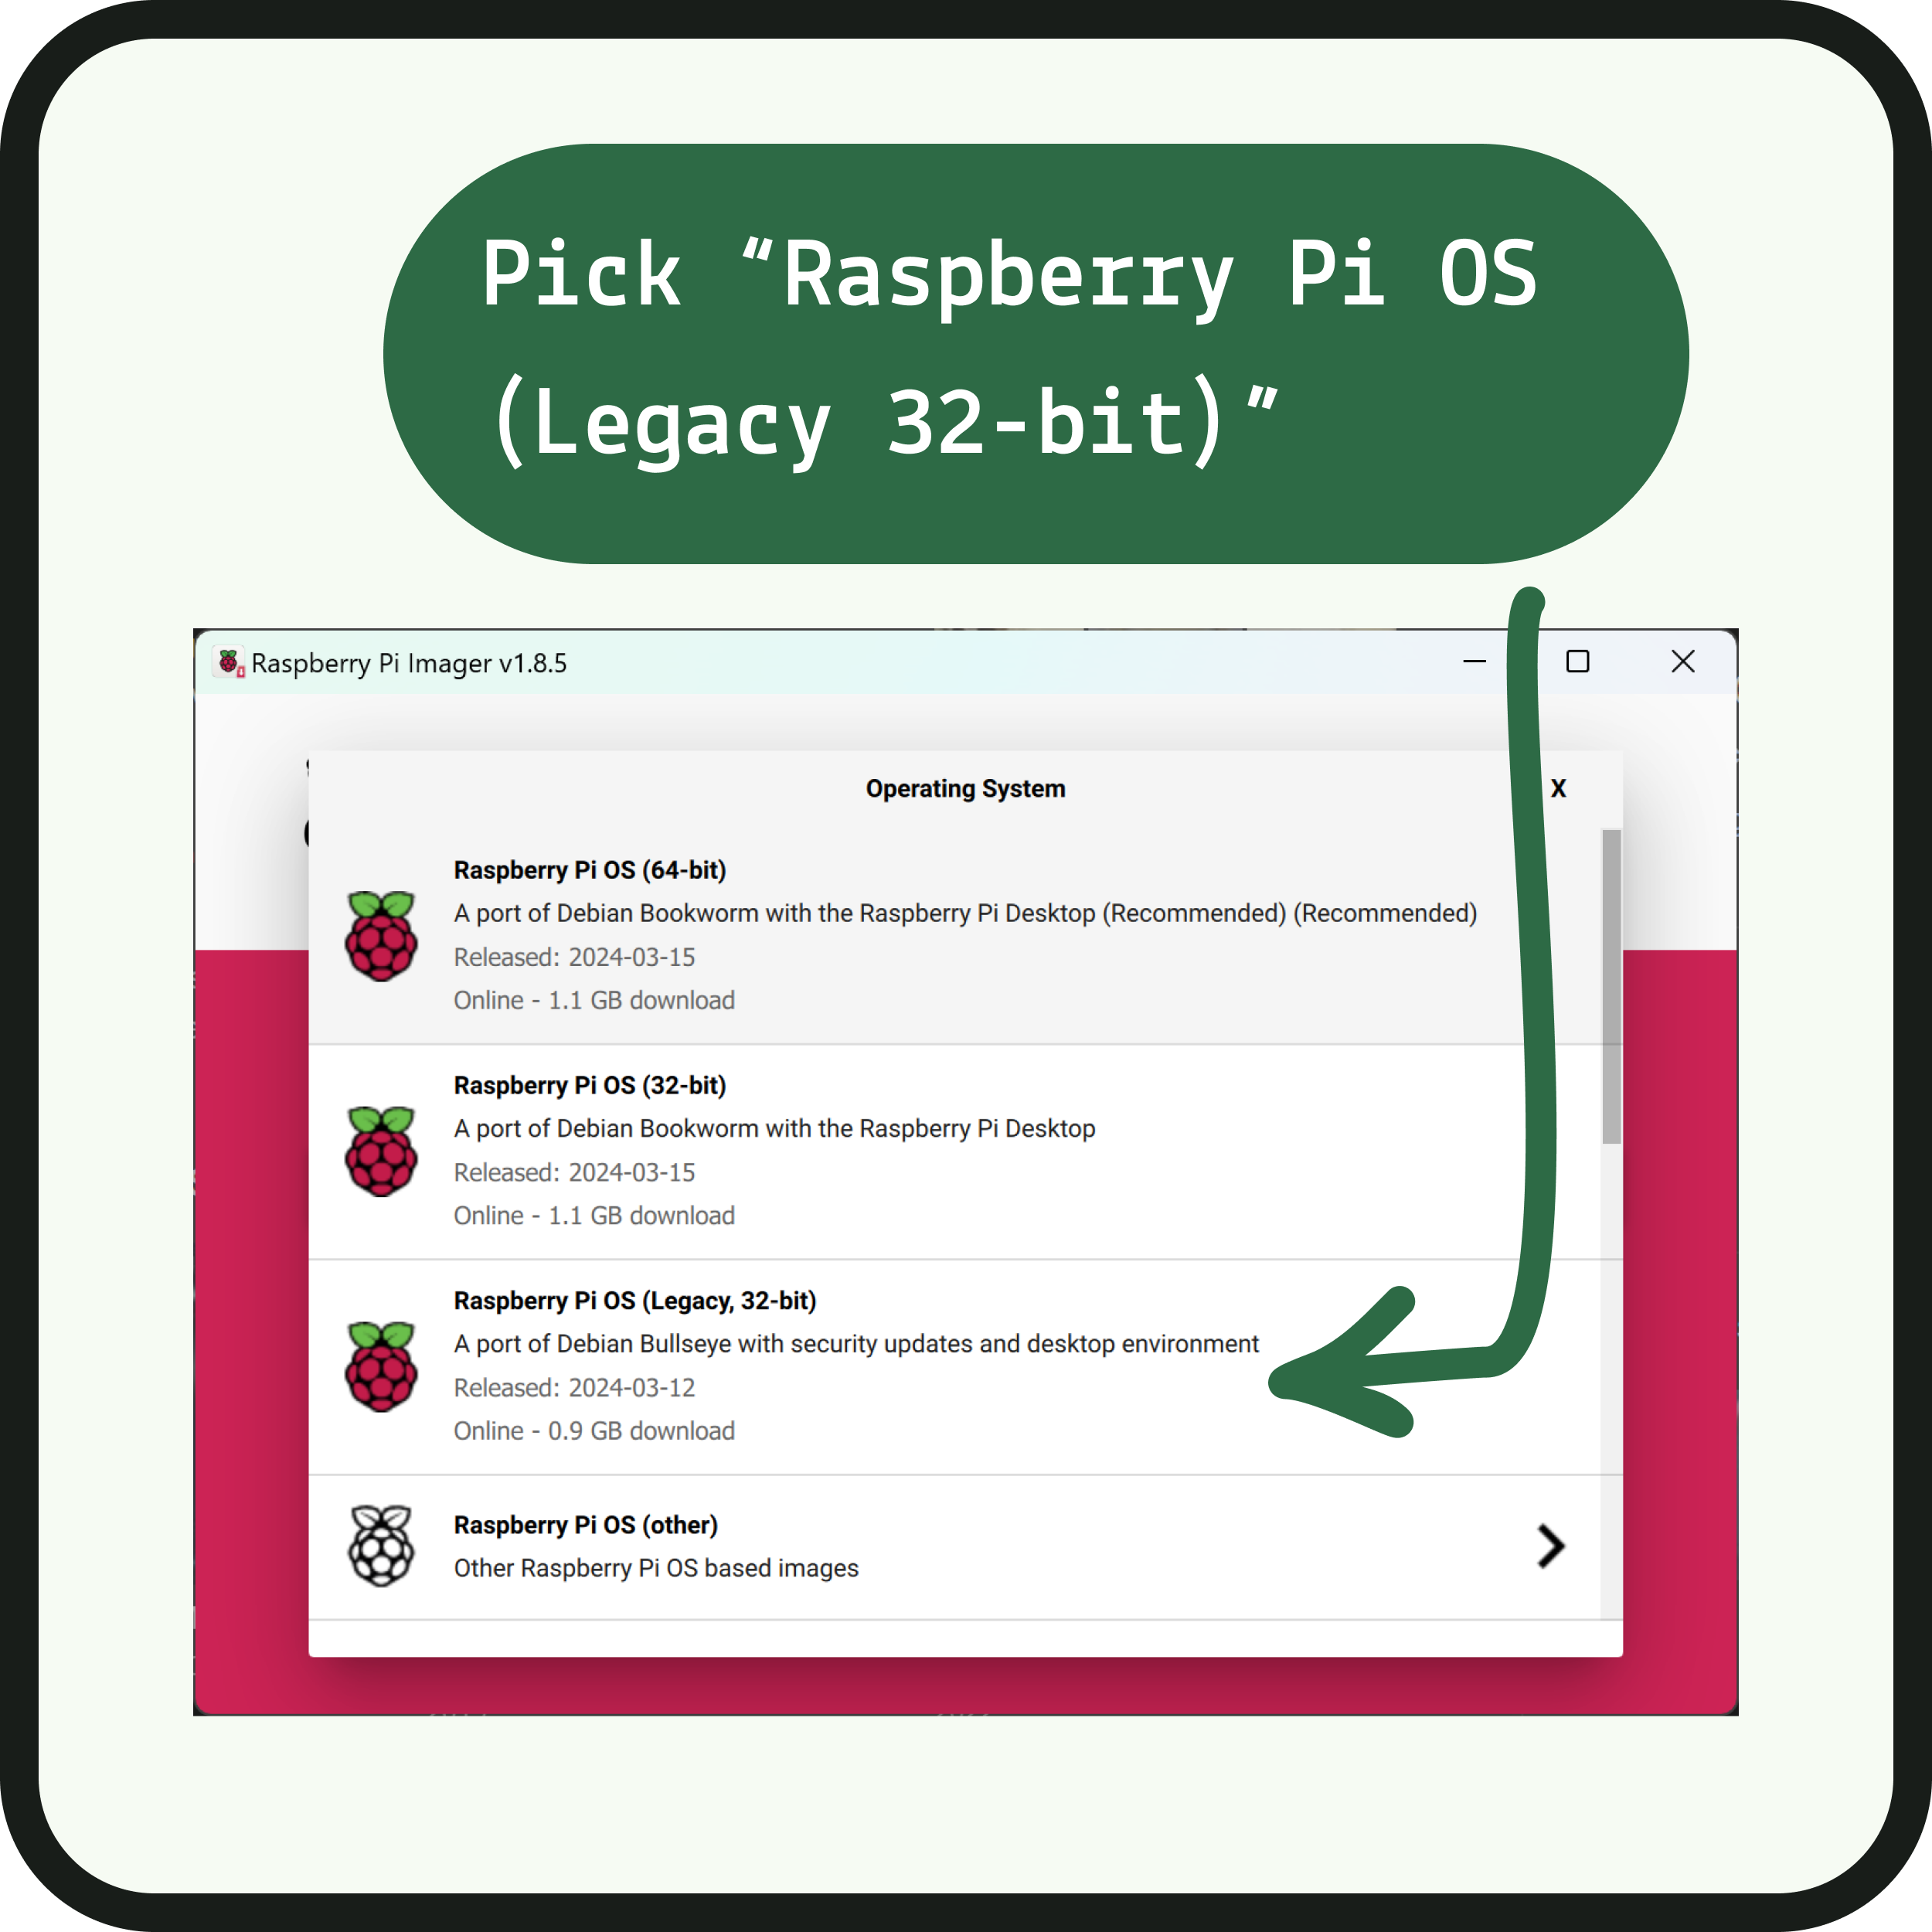 Pick “Raspberry Pi OS
(Legacy 32-bit)”
Raspberry Pi Imager v1.8.5
Operating System
X
Raspberry Pi OS (64-bit)
A port of Debian Bookworm with the Raspberry Pi Desktop (Recommended) (Recommended)
Released: 2024-03-15
Online - 1.1 GB download
Raspberry Pi OS (32-bit)
A port of Debian Bookworm with the Raspberry Pi Desktop
Released: 2024-03-15
Online - 1.1 GB download
Raspberry Pi OS (Legacy, 32-bit)
A port of Debian Bullseye with security updates and desktop environment
Released: 2024-03-12
Online - 0.9 GB download
Raspberry Pi OS (other)
Other Raspberry Pi OS based images